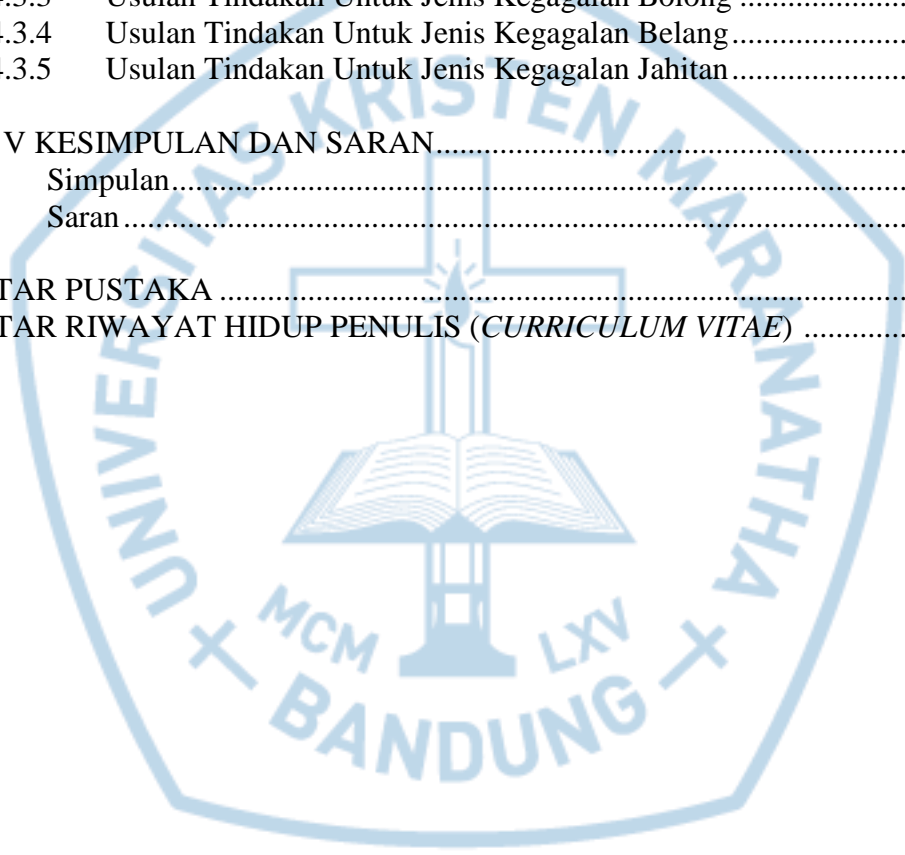 4.3.3 Usulan Tindakan Untuk Jenis Kegagalan Bolong ....................
4.3.4 Usulan Tindakan Untuk Jenis Kegagalan Belang ......................
4.3.5 Usulan Tindakan Untuk Jenis Kegagalan Jahitan ......................
V KESIMPULAN DAN SARAN ............................................................
Simpulan ............................................................................................
Saran ..................................................................................................
TAR PUSTAKA .......................................................................................
TAR RIWAYAT HIDUP PENULIS (CURRICULUM VITAE) .............
UNIVERSITAS KRISTEN MARANATHA
MCM LXV
BANDUNG